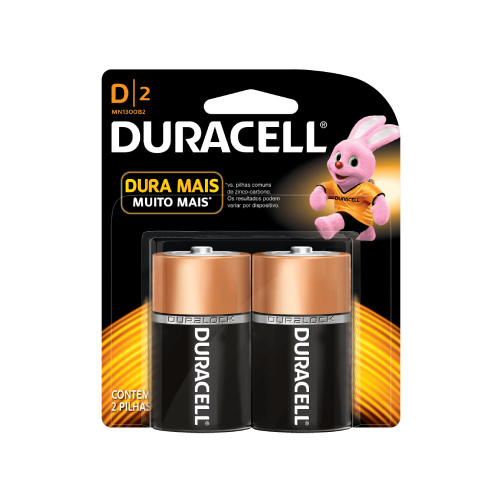 D|2
MN1300B2
DURACELL®
DURA MAIS
MUITO MAIS*
*vs. pilhas comuns
de zinco-carbono.
Os resultados podem
variar por dispositivo.
DURACELL
DURALOCK
DURALOCK
DURACELL
DURACELL
CONTÉM
2 PILHAS